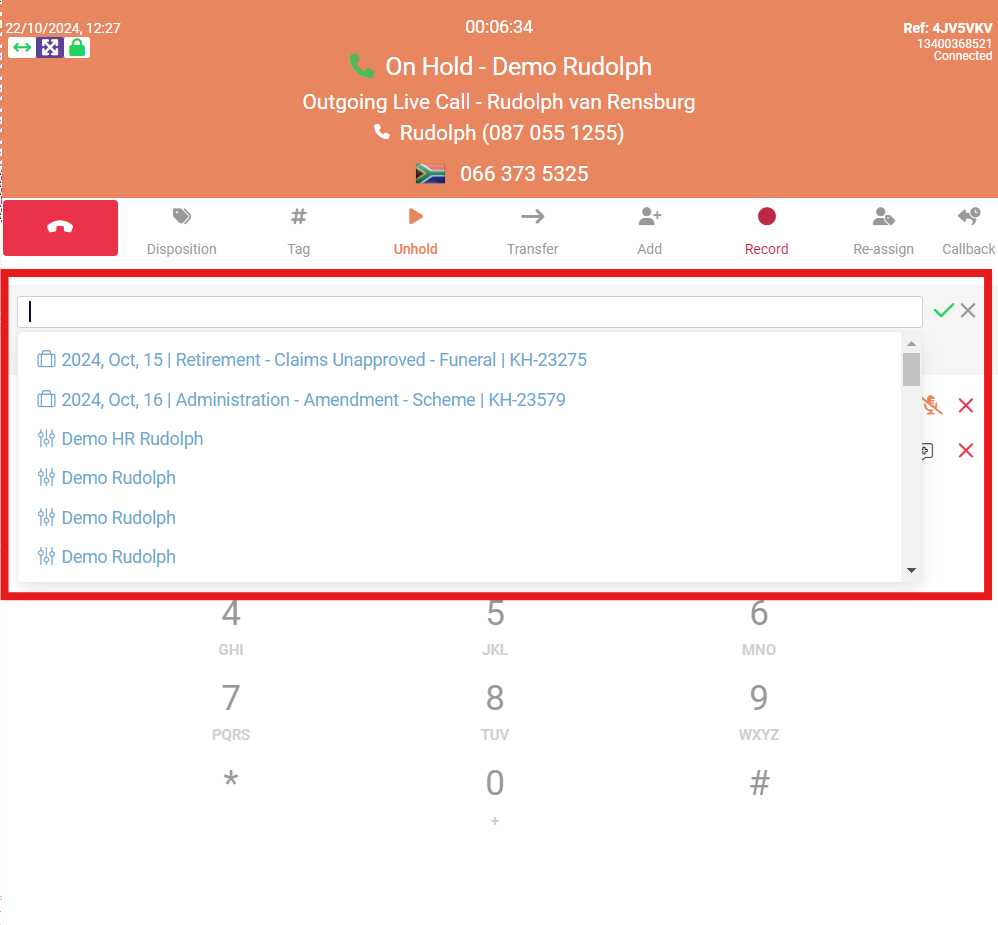 22/10/2024, 12:27
00:06:34
Ref: 4JV5VKV
13400368521
Connected
On Hold - Demo Rudolph
Outgoing Live Call - Rudolph van Rensburg
Rudolph (087 055 1255)
066 373 5325
Disposition
Tag
Unhold
Transfer
Add
Record
Re-assign
Callback
2024, Oct, 15 | Retirement - Claims Unapproved - Funeral | KH-23275
2024, Oct, 16 | Administration - Amendment - Scheme | KH-23579
Demo HR Rudolph
Demo Rudolph
Demo Rudolph
Demo Rudolph
4 5 6
GHI JKL MNO
7 8 9
PQRS TUV WXYZ
* 0 #
+